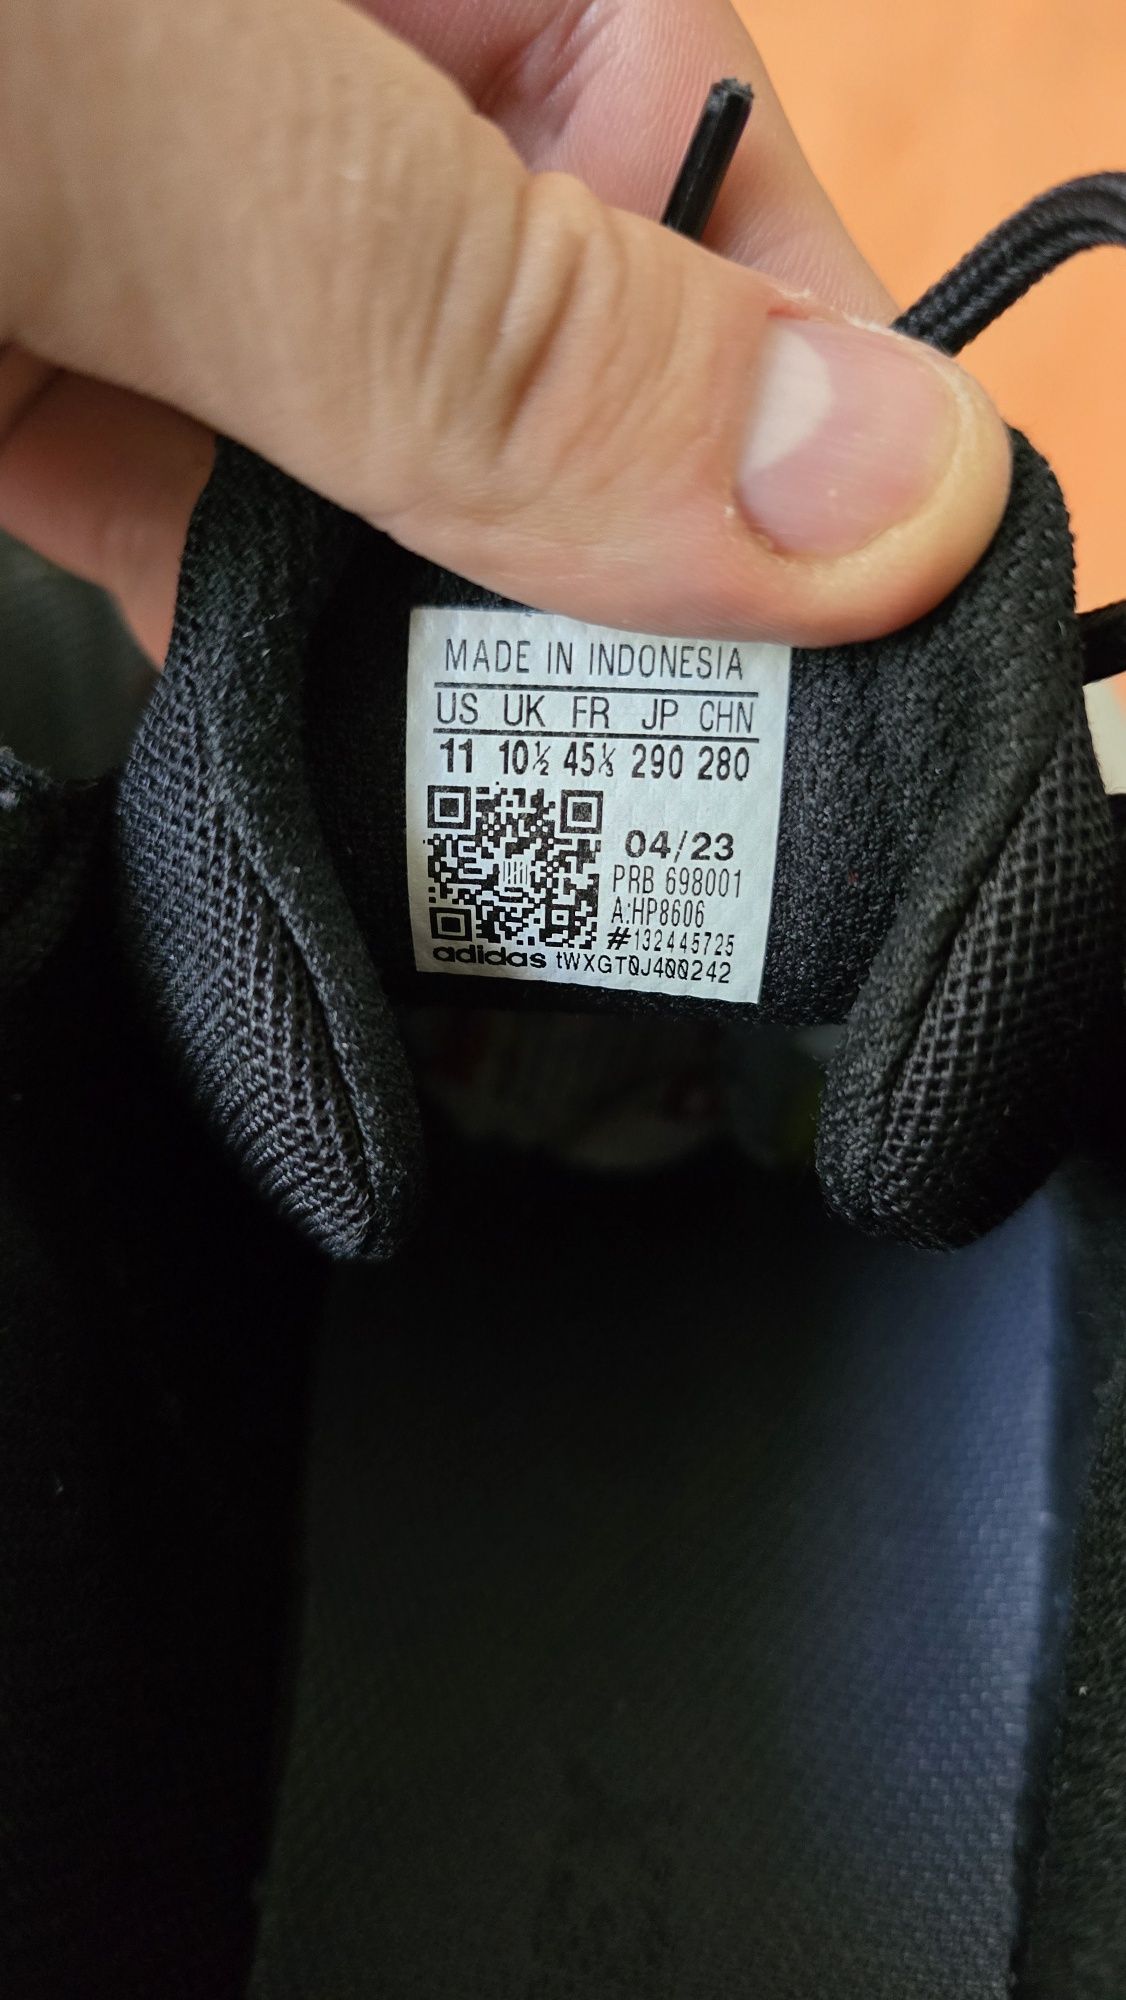 MADE IN INDONESIA
US UK FR JP CHN
11 10½ 45⅓ 290 280
04/23
PRB 698001
A:HP8606
#132445725
adidas tWXGT0J400242